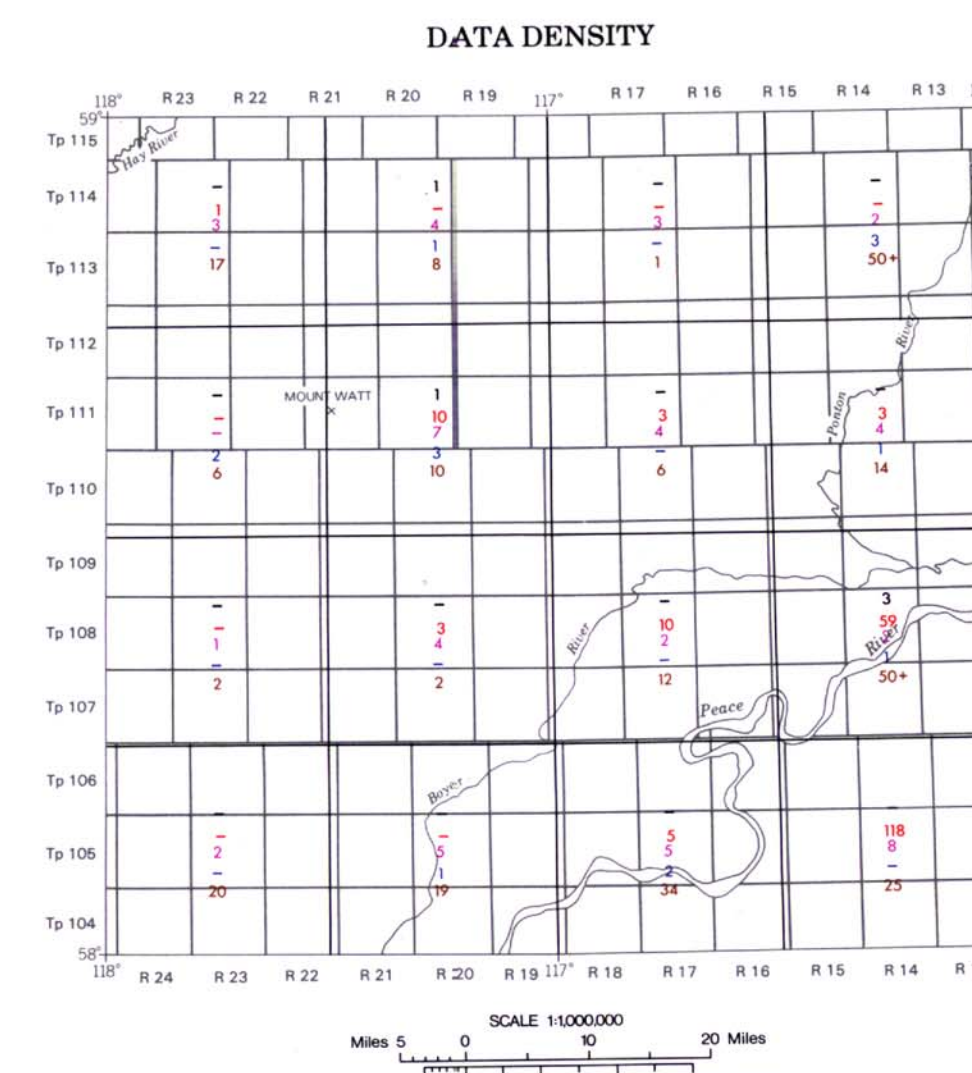 DATA DENSITY
118° R 23 R 22 R 21 R 20 R 19 117° R 17 R 16 R 15 R 14 R 13
59°
Tp 115
Hay River
Tp 114
– 1 – –
1 – – –
3 4 3 2
– 1 – 3
Tp 113
17 8 1 50+
River
Tp 112
MOUNT WATT
Ponton
– 1 – –
Tp 111
– 10 3 3
– 7 4 4
2 3 – 1
6 10 6 14
Tp 110
Tp 109
– – – 3
– 3 10 59
Tp 108
1 4 2
River
River
– – – 1
2 2 12 50+
Tp 107
Peace
Tp 106
Boyer
– – – –
– – 5 118
Tp 105
2 5 5 8
– 1 2 –
20 19 34 25
Tp 104
58°
118° R 24 R 23 R 22 R 21 R 20 R 19 117° R 18 R 17 R 16 R 15 R 14 R
SCALE 1:1,000,000
Miles 5 0 10 20 Miles